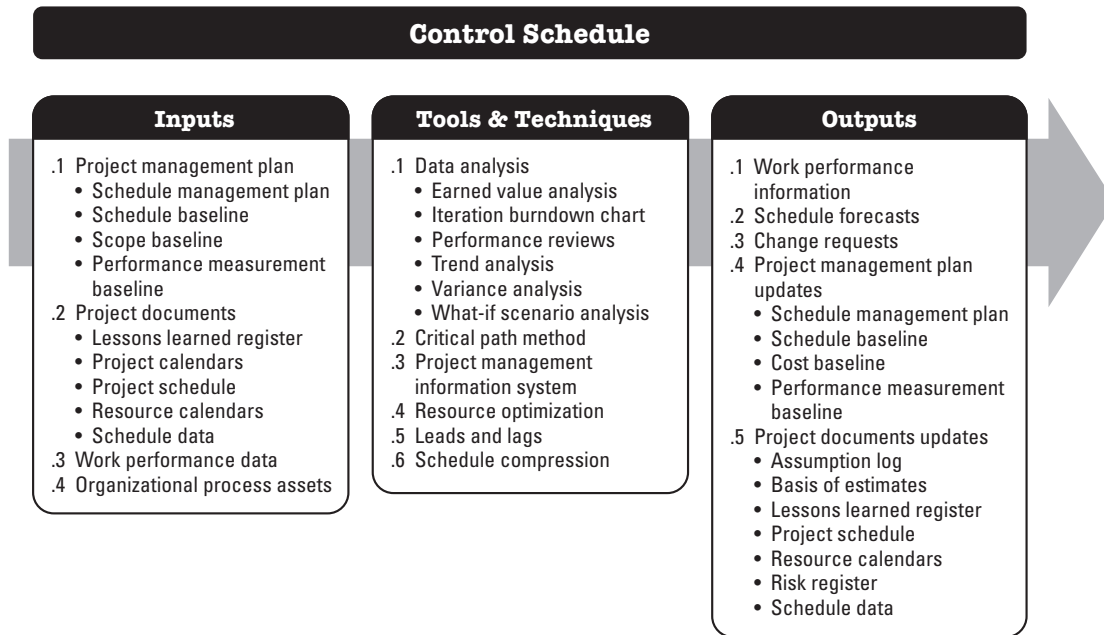 Control Schedule
Inputs
.1 Project management plan
• Schedule management plan
• Schedule baseline
• Scope baseline
• Performance measurement
baseline
.2 Project documents
• Lessons learned register
• Project calendars
• Project schedule
• Resource calendars
• Schedule data
.3 Work performance data
.4 Organizational process assets
Tools & Techniques
.1 Data analysis
• Earned value analysis
• Iteration burndown chart
• Performance reviews
• Trend analysis
• Variance analysis
• What-if scenario analysis
.2 Critical path method
.3 Project management
information system
.4 Resource optimization
.5 Leads and lags
.6 Schedule compression
Outputs
.1 Work performance
information
.2 Schedule forecasts
.3 Change requests
.4 Project management plan
updates
• Schedule management plan
• Schedule baseline
• Cost baseline
• Performance measurement
baseline
.5 Project documents updates
• Assumption log
• Basis of estimates
• Lessons learned register
• Project schedule
• Resource calendars
• Risk register
• Schedule data